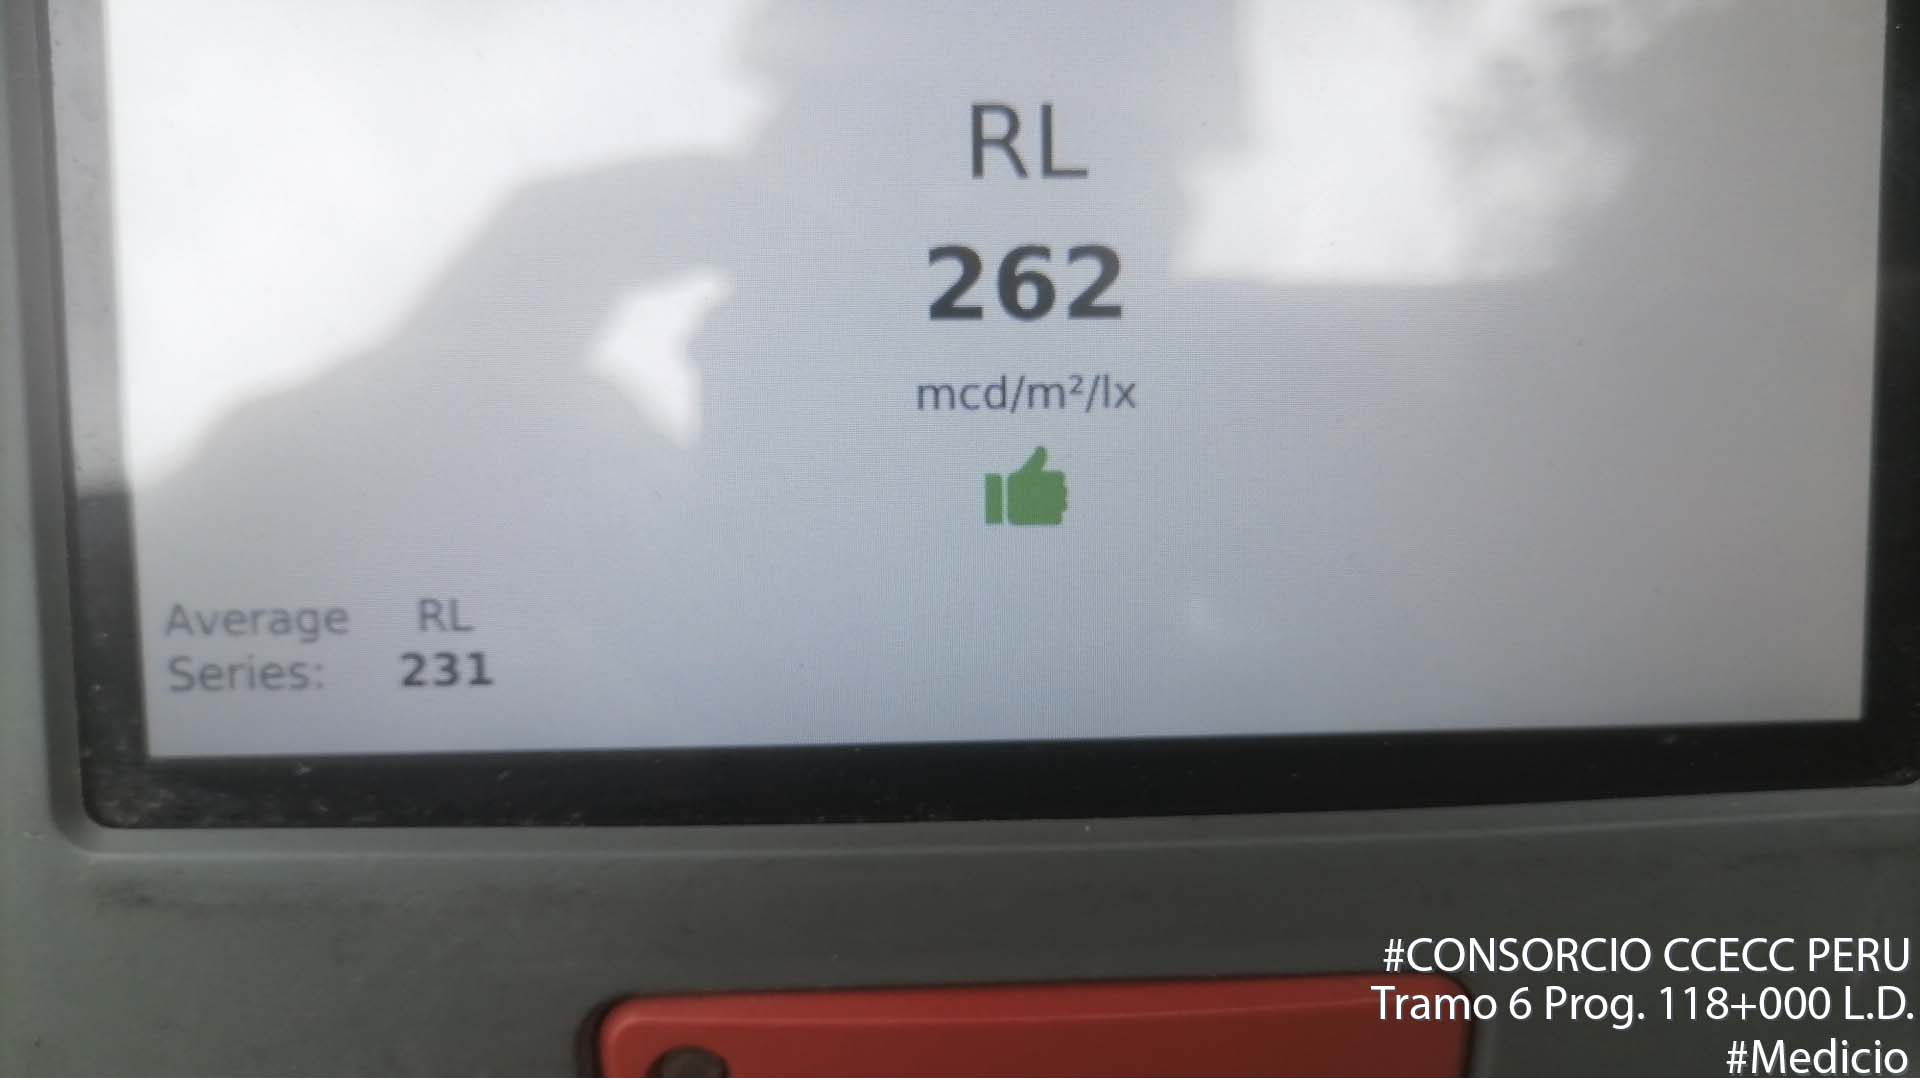 RL
262
mcd/m²/lx
Average RL
Series: 231
#CONSORCIO CCECC PERU
Tramo 6 Prog. 118+000 L.D.
#Medicio